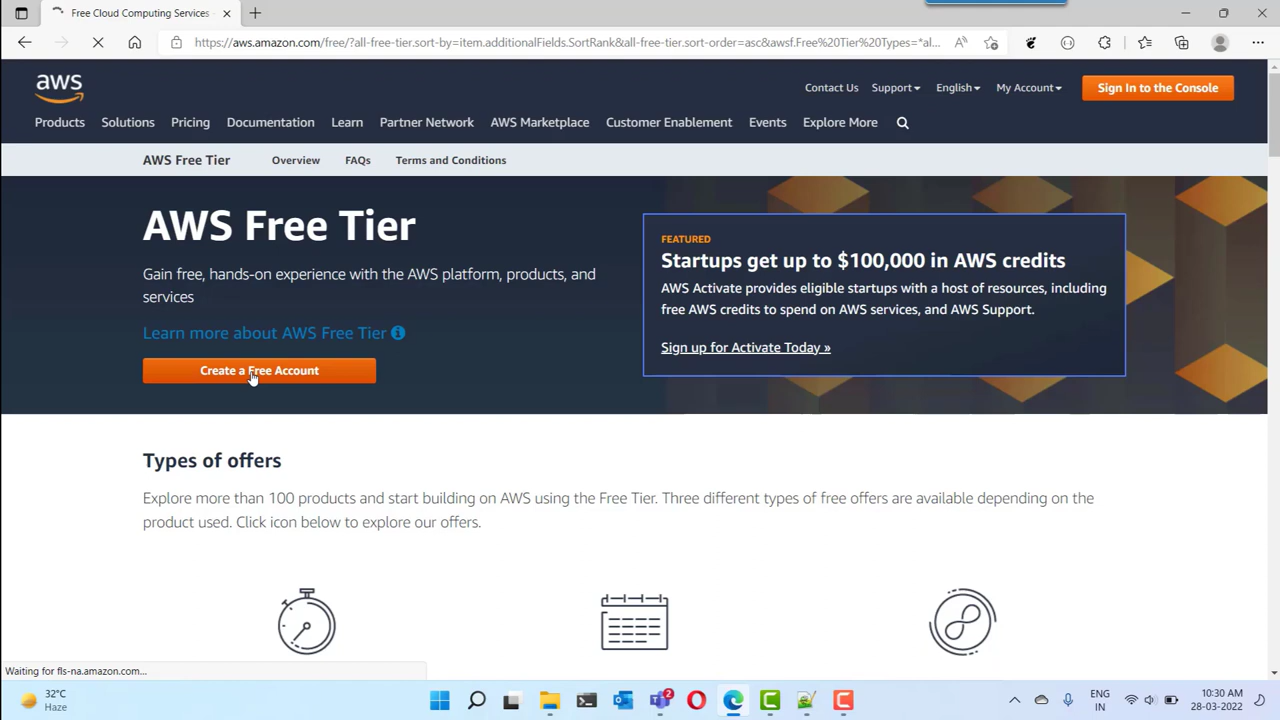 Free Cloud Computing Services
https://aws.amazon.com/free/?all-free-tier.sort-by=item.additionalFields.SortRank&all-free-tier.sort-order=asc&awsf.Free%20Tier%20Types=*al...
aws
Contact Us Support English My Account Sign In to the Console
Products Solutions Pricing Documentation Learn Partner Network AWS Marketplace Customer Enablement Events Explore More
AWS Free Tier Overview FAQs Terms and Conditions
AWS Free Tier
Gain free, hands-on experience with the AWS platform, products, and
services
Learn more about AWS Free Tier
Create a Free Account
FEATURED
Startups get up to $100,000 in AWS credits
AWS Activate provides eligible startups with a host of resources, including
free AWS credits to spend on AWS services, and AWS Support.
Sign up for Activate Today »
Types of offers
Explore more than 100 products and start building on AWS using the Free Tier. Three different types of free offers are available depending on the
product used. Click icon below to explore our offers.
Waiting for fls-na.amazon.com...
32°C
Haze
2
ENG
IN
10:30 AM
28-03-2022